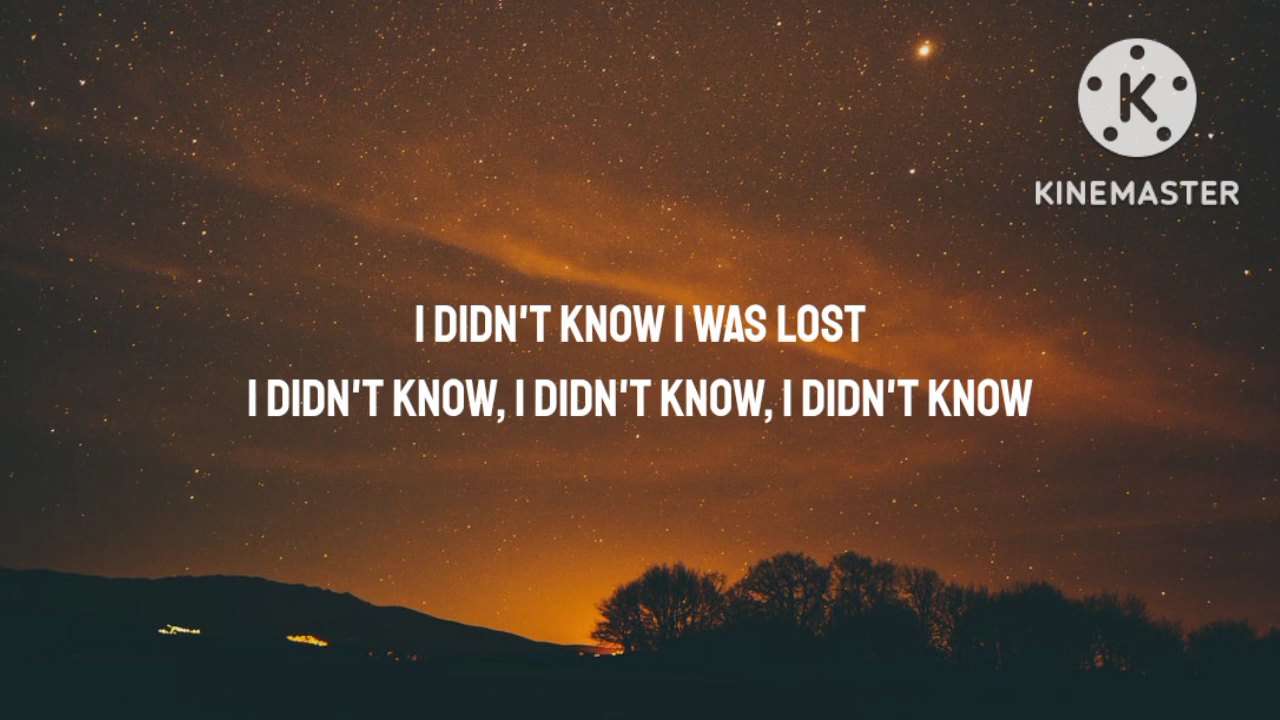 K
KINEMASTER
I DIDN'T KNOW I WAS LOST
I DIDN'T KNOW, I DIDN'T KNOW, I DIDN'T KNOW